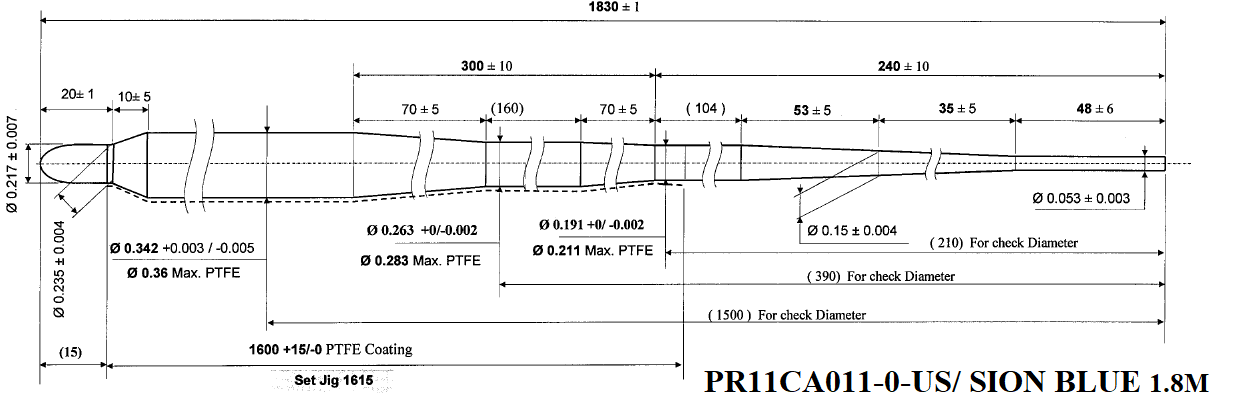 1830 ± 1
300 ± 10
240 ± 10
20± 1
10± 5
70 ± 5
(160)
70 ± 5
( 104 )
53 ± 5
35 ± 5
48 ± 6
Ø 0.217 ± 0.007
Ø 0.235 ± 0.004
Ø 0.342 +0.003 / -0.005
Ø 0.36 Max. PTFE
Ø 0.263 +0/-0.002
Ø 0.283 Max. PTFE
Ø 0.191 +0/ -0.002
Ø 0.211 Max. PTFE
Ø 0.15 ± 0.004
Ø 0.053 ± 0.003
( 210) For check Diameter
( 390) For check Diameter
( 1500 ) For check Diameter
(15)
1600 +15/-0 PTFE Coating
Set Jig 1615
PR11CA011-0-US/ SION BLUE 1.8M